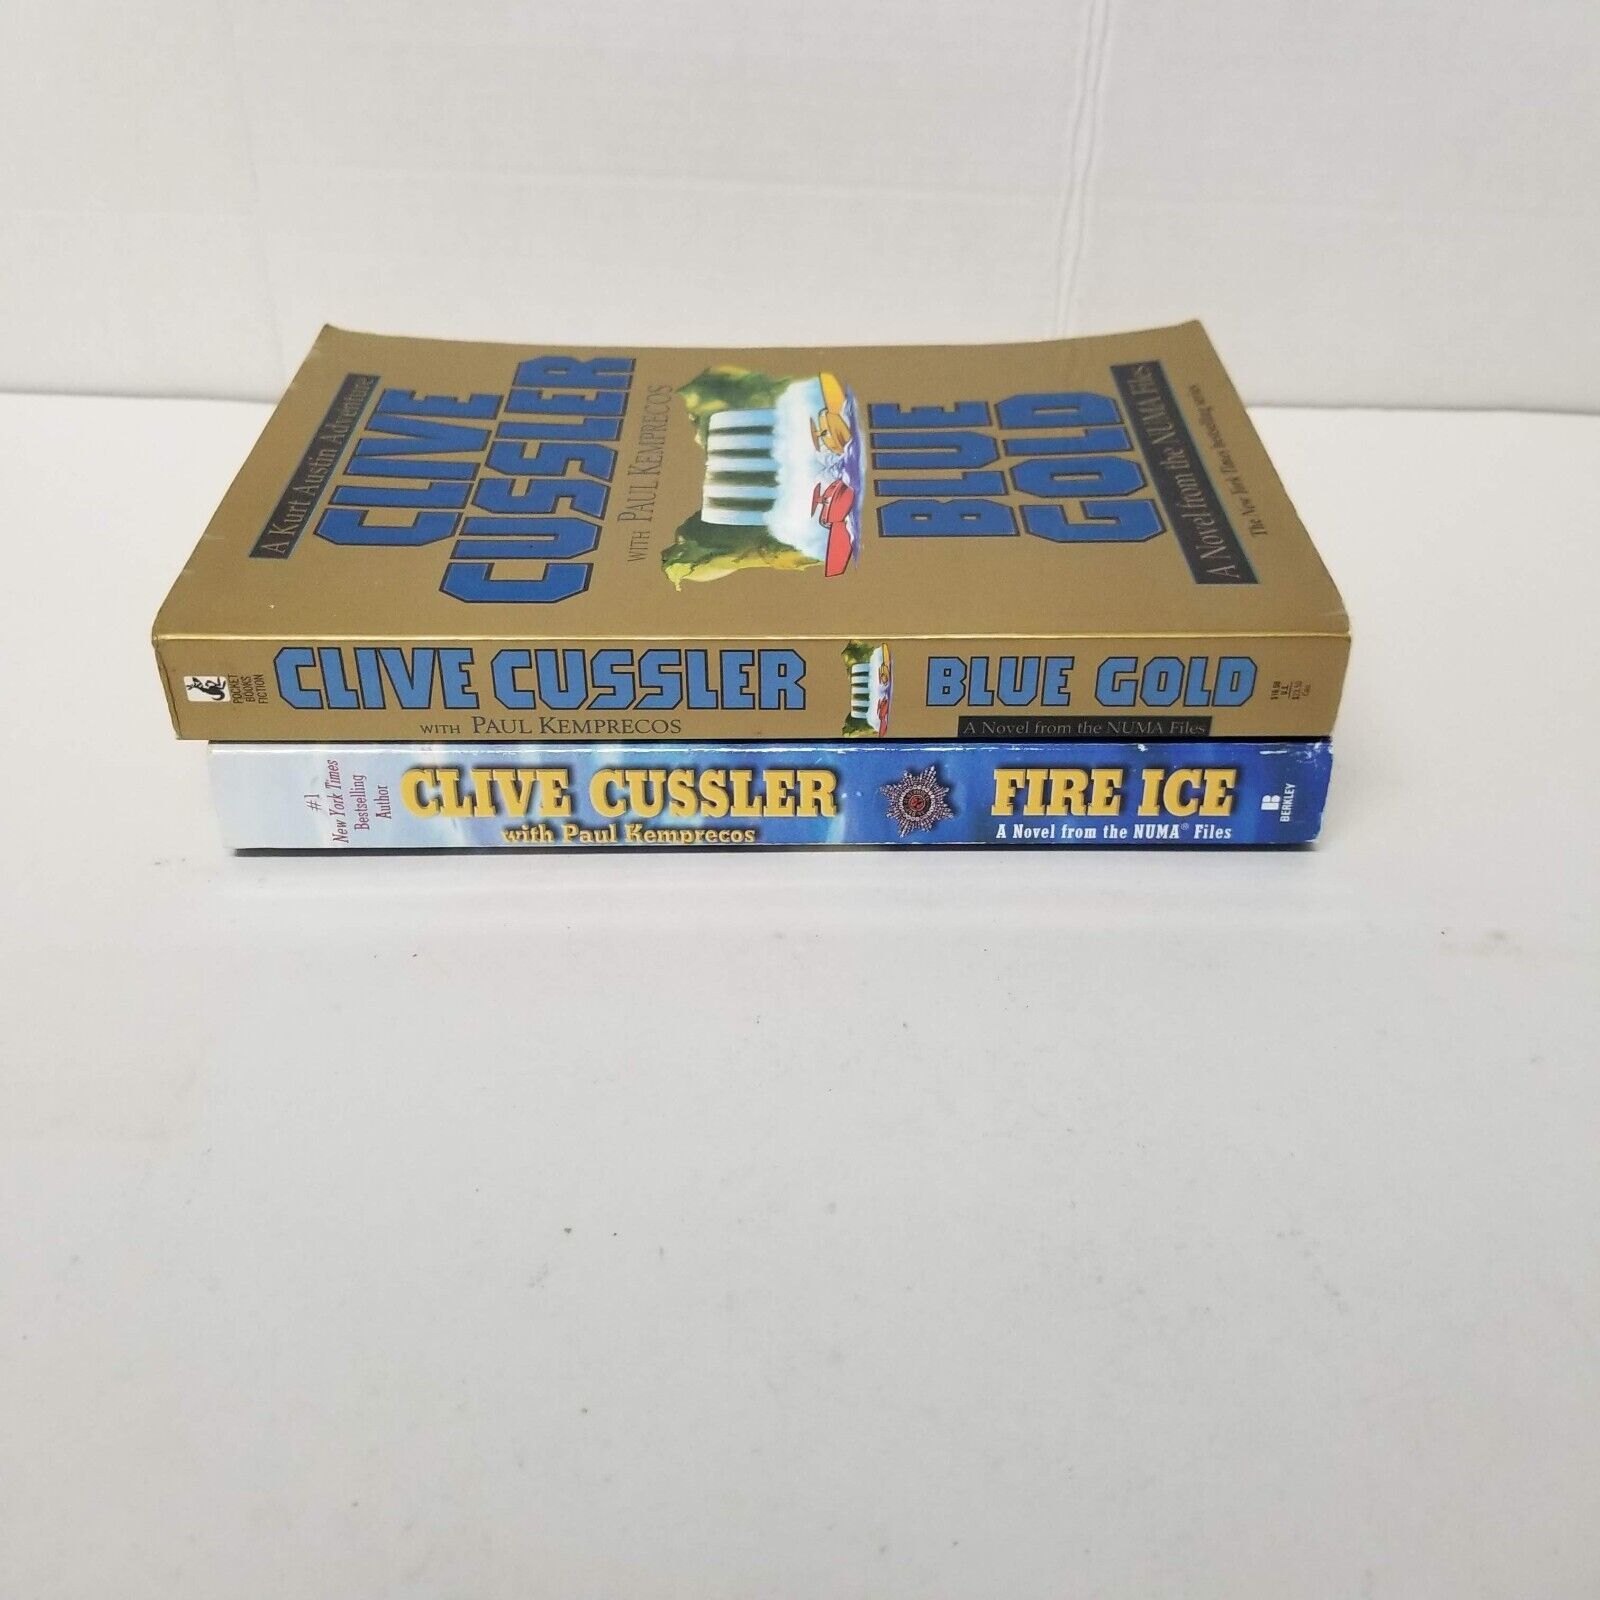 A Kurt Austin Adventure
CLIVE
CUSSLER
WITH PAUL KEMPRECOS
BLUE
GOLD
A Novel from the NUMA Files
The New York Times bestselling series
POCKET
BOOKS
FICTION
CLIVE CUSSLER
WITH PAUL KEMPRECOS
BLUE GOLD
A Novel from the NUMA Files
#1
New York Times
Bestselling
Author
CLIVE CUSSLER
with Paul Kemprecos
FIRE ICE
A Novel from the NUMA® Files
B
BERKLEY